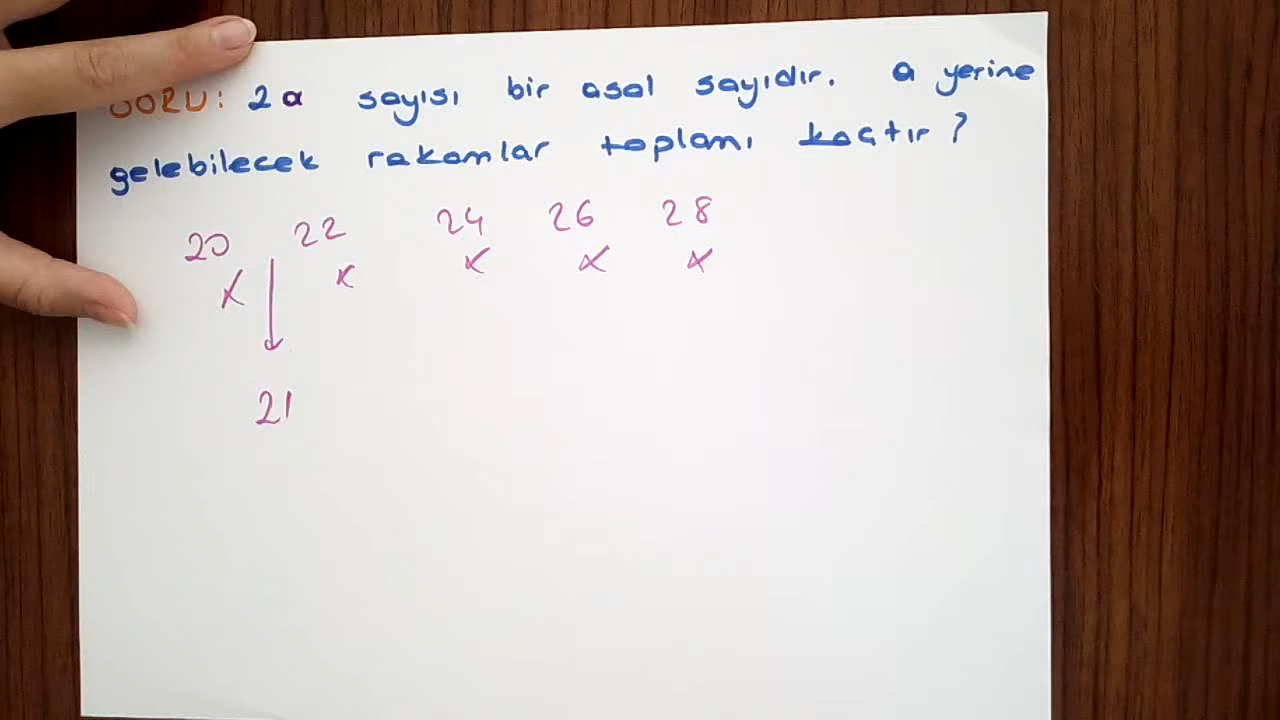 SORU: 2a sayısı bir asal sayıdır. a yerine
gelebilecek rakamlar toplamı kaçtır?
20 22 24 26 28
x x x x x
21